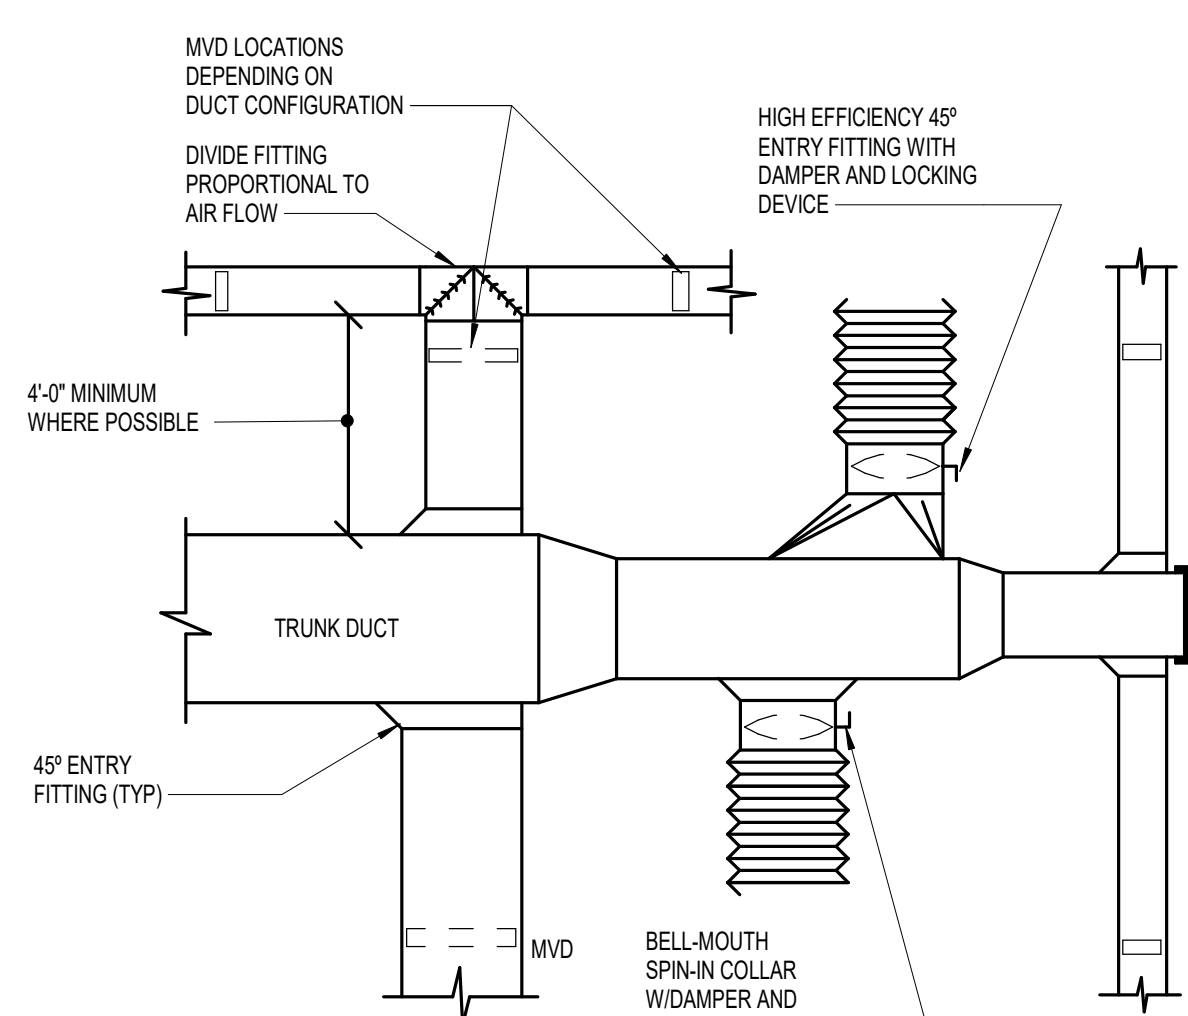 MVD LOCATIONS
DEPENDING ON
DUCT CONFIGURATION
DIVIDE FITTING
PROPORTIONAL TO
AIR FLOW
HIGH EFFICIENCY 45º
ENTRY FITTING WITH
DAMPER AND LOCKING
DEVICE
4'-0" MINIMUM
WHERE POSSIBLE
TRUNK DUCT
45º ENTRY
FITTING (TYP)
MVD
BELL-MOUTH
SPIN-IN COLLAR
W/DAMPER AND